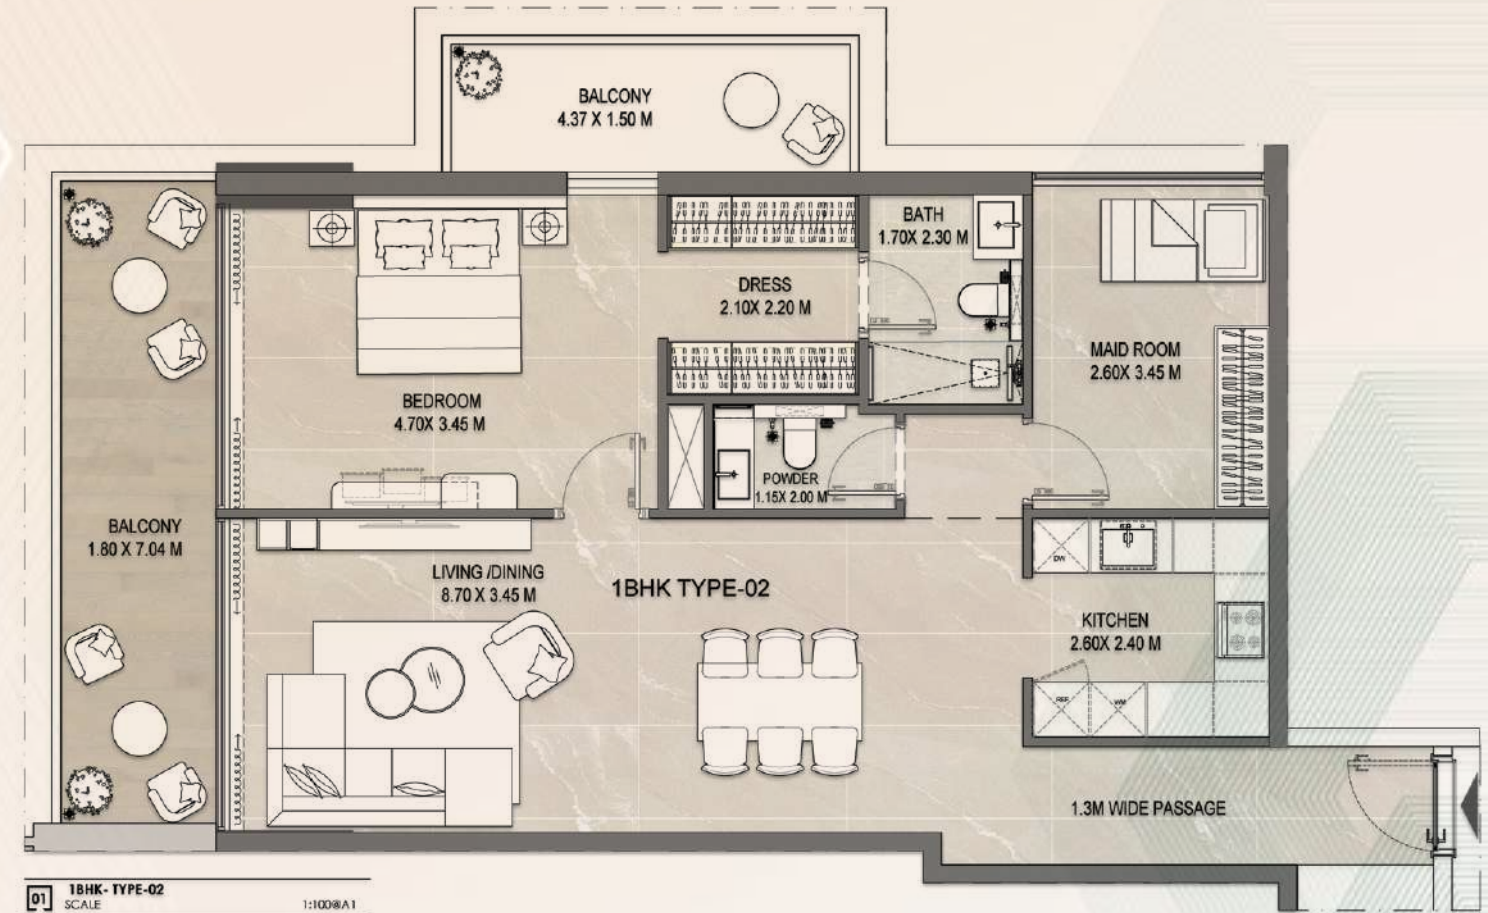 BALCONY
4.37 X 1.50 M
BATH
1.70X 2.30 M
DRESS
2.10X 2.20 M
MAID ROOM
2.60X 3.45 M
BEDROOM
4.70X 3.45 M
POWDER
1.15X 2.00 M
BALCONY
1.80 X 7.04 M
LIVING /DINING
8.70 X 3.45 M
1BHK TYPE-02
DW
KITCHEN
2.60X 2.40 M
REF
WM
1.3M WIDE PASSAGE
01
1BHK- TYPE-02
SCALE
1:100@A1